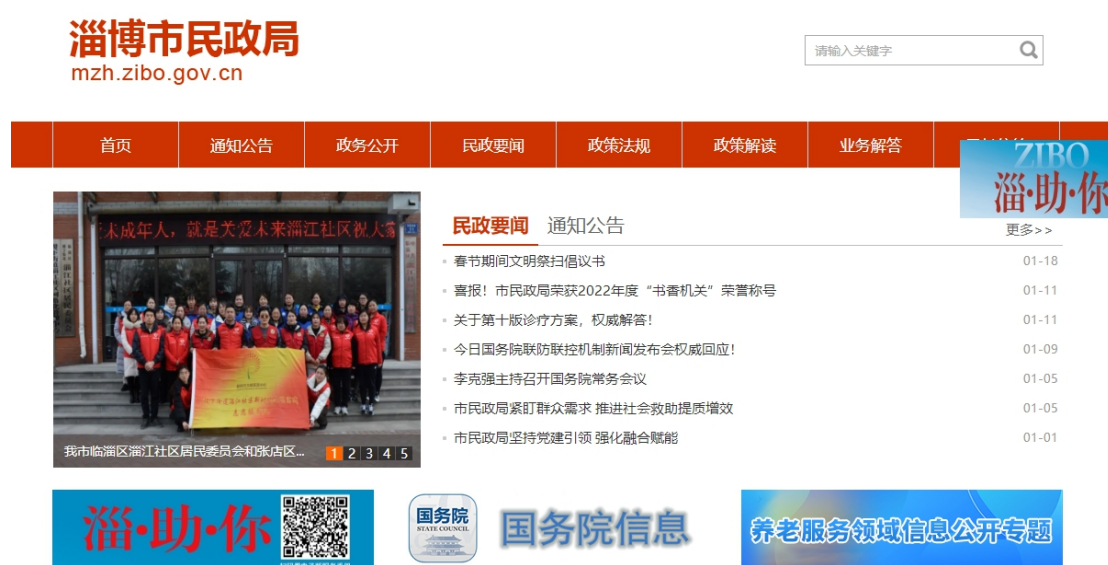 淄博市民政局
mzh.zibo.gov.cn
请输入关键字
首页
通知公告
政务公开
民政要闻
政策法规
政策解读
业务解答
ZIBO
淄·助·你
未成年人，就是关爱未来淄江社区祝大家
我市临淄区淄江社区居民委员会和张店区...
1 2 3 4 5
民政要闻 通知公告
更多>>
春节期间文明祭扫倡议书 01-18
喜报！市民政局荣获2022年度“书香机关”荣誉称号 01-11
关于第十版诊疗方案，权威解答！ 01-11
今日国务院联防联控机制新闻发布会权威回应！ 01-09
李克强主持召开国务院常务会议 01-05
市民政局紧盯群众需求 推进社会救助提质增效 01-05
市民政局坚持党建引领 强化融合赋能 01-01
淄·助·你
国务院
STATE COUNCIL
国务院信息
养老服务领域信息公开专题